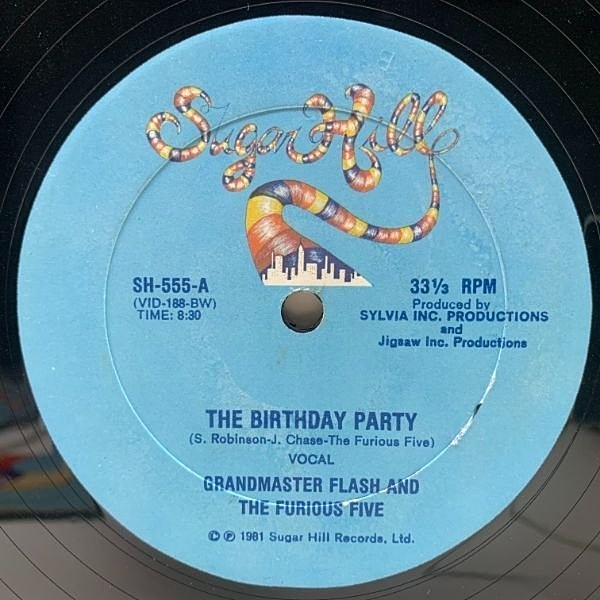 Sugar Hill
SH-555-A
(VID-188-BW)
TIME: 8:30
33⅓ RPM
Produced by
SYLVIA INC. PRODUCTIONS
and
Jigsaw Inc. Productions
THE BIRTHDAY PARTY
(S. Robinson-J. Chase-The Furious Five)
VOCAL
GRANDMASTER FLASH AND
THE FURIOUS FIVE
© ℗ 1981 Sugar Hill Records, Ltd.